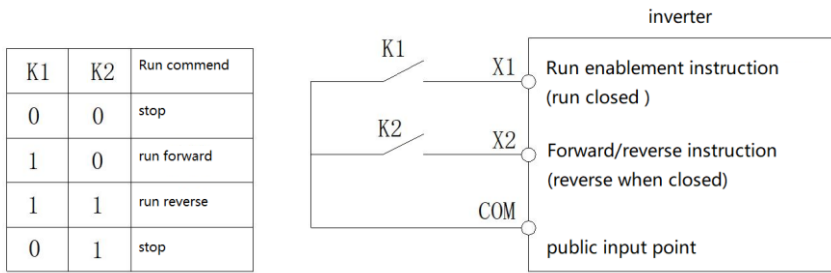 K1 K2 Run commend
0 0 stop
1 0 run forward
1 1 run reverse
0 1 stop
inverter
K1
X1 Run enablement instruction
(run closed )
K2
X2 Forward/reverse instruction
(reverse when closed)
COM
public input point